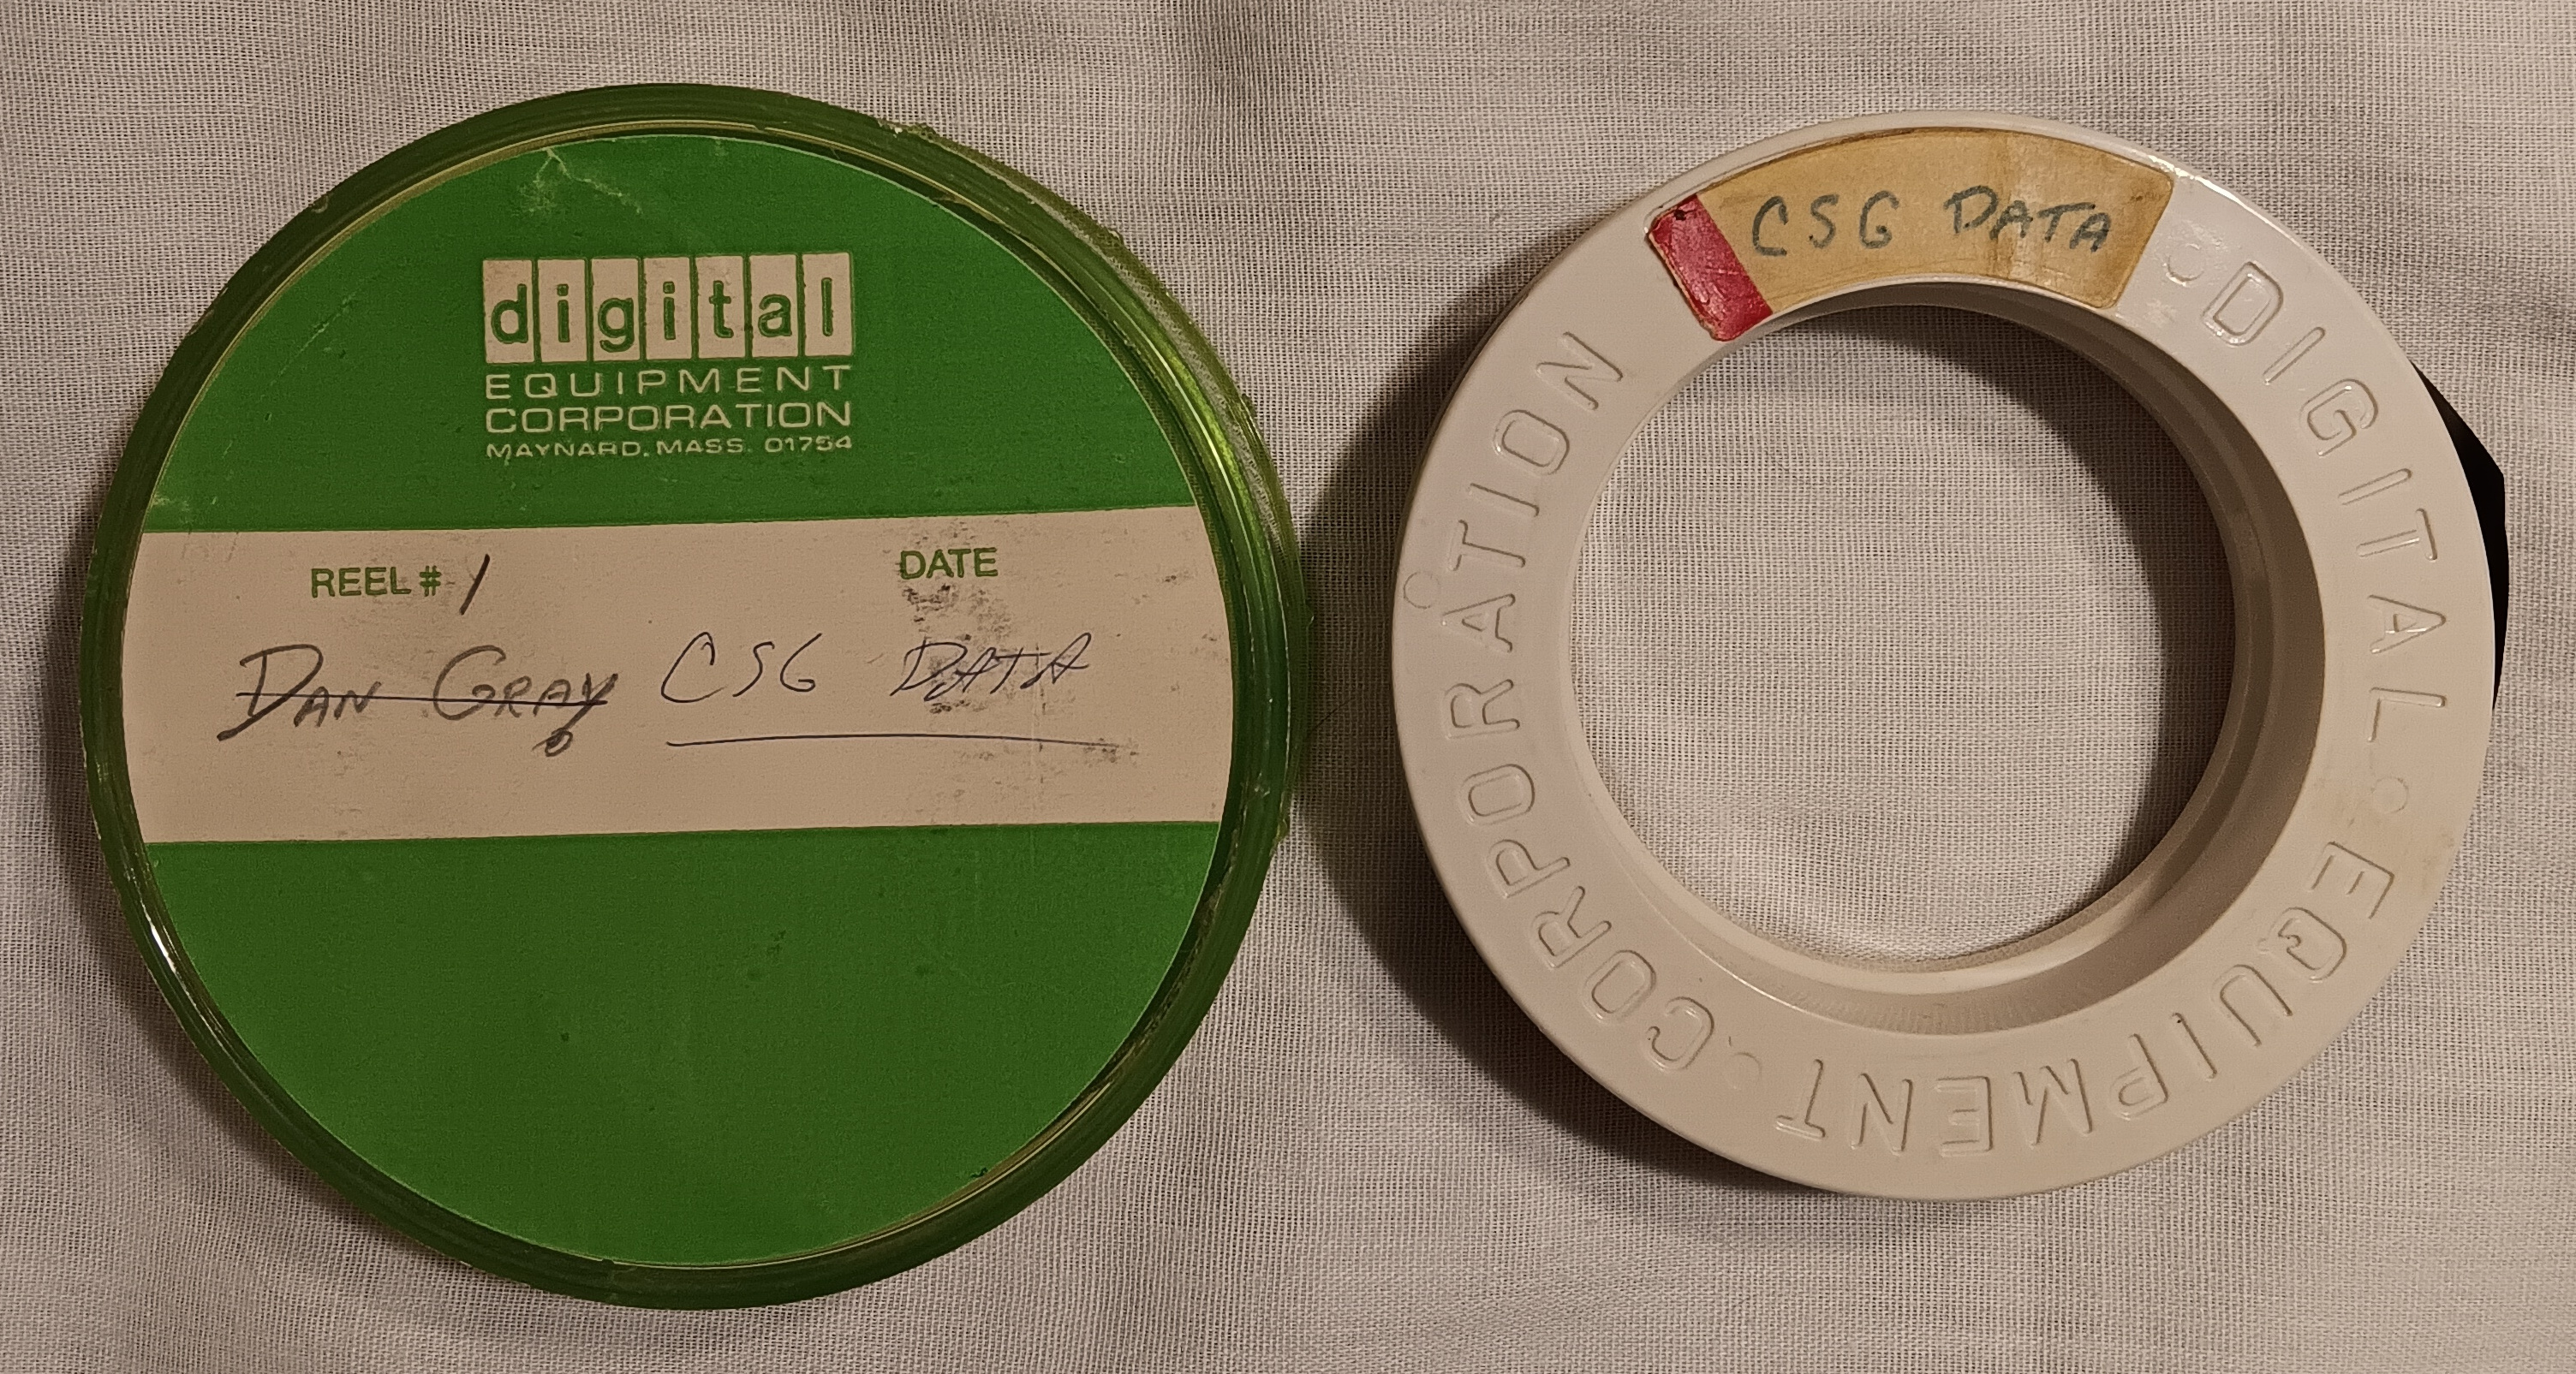 digital
EQUIPMENT
CORPORATION
MAYNARD, MASS. 01754
REEL # 1
DATE
DAN GRAY CSG DATA
CSG DATA
DIGITAL • EQUIPMENT • CORPORATION